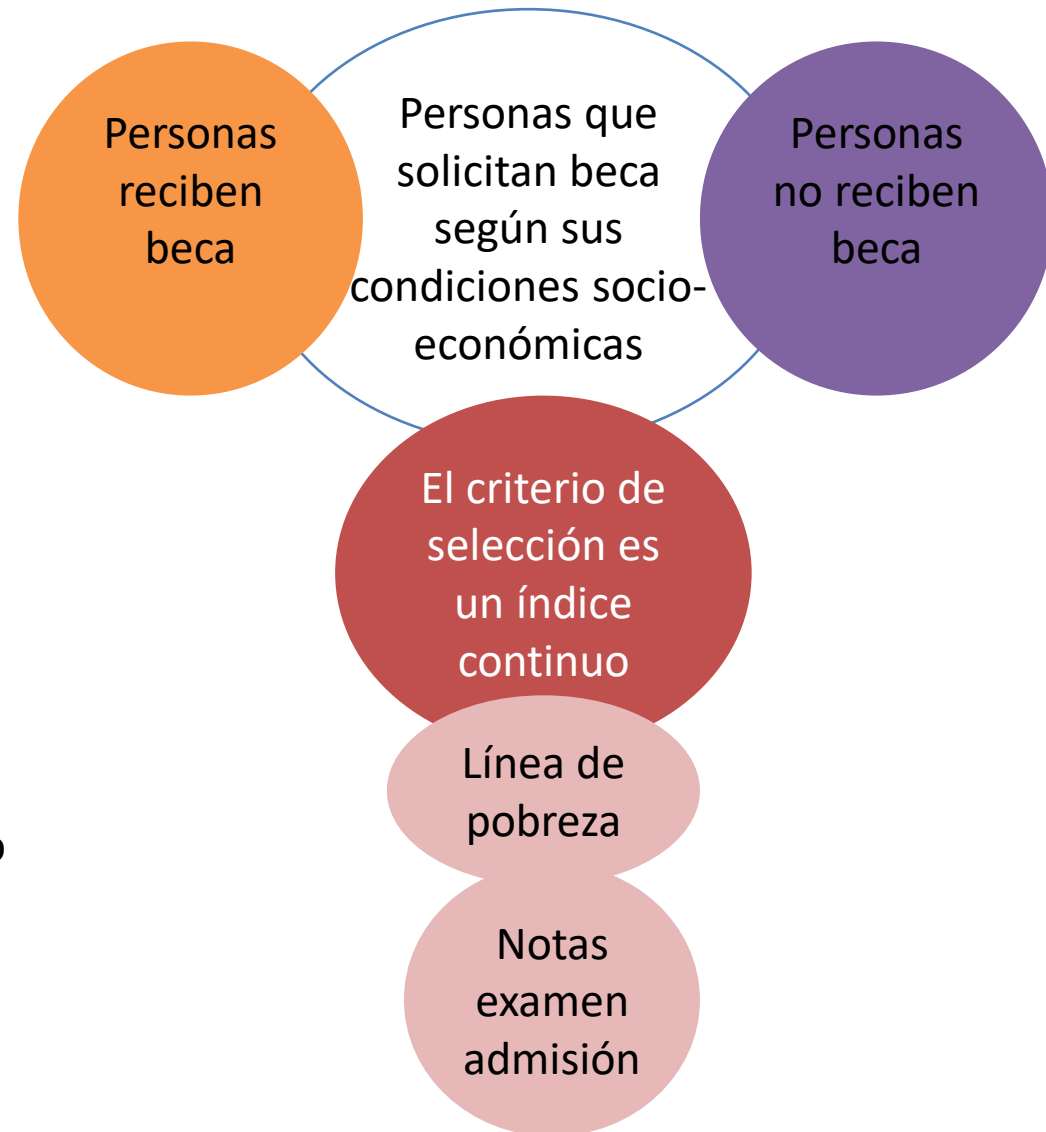 Personas
reciben
beca
Personas que
solicitan beca
según sus
condiciones socio-
económicas
Personas
no reciben
beca
El criterio de
selección es
un índice
continuo
Línea de
pobreza
Notas
examen
admisión